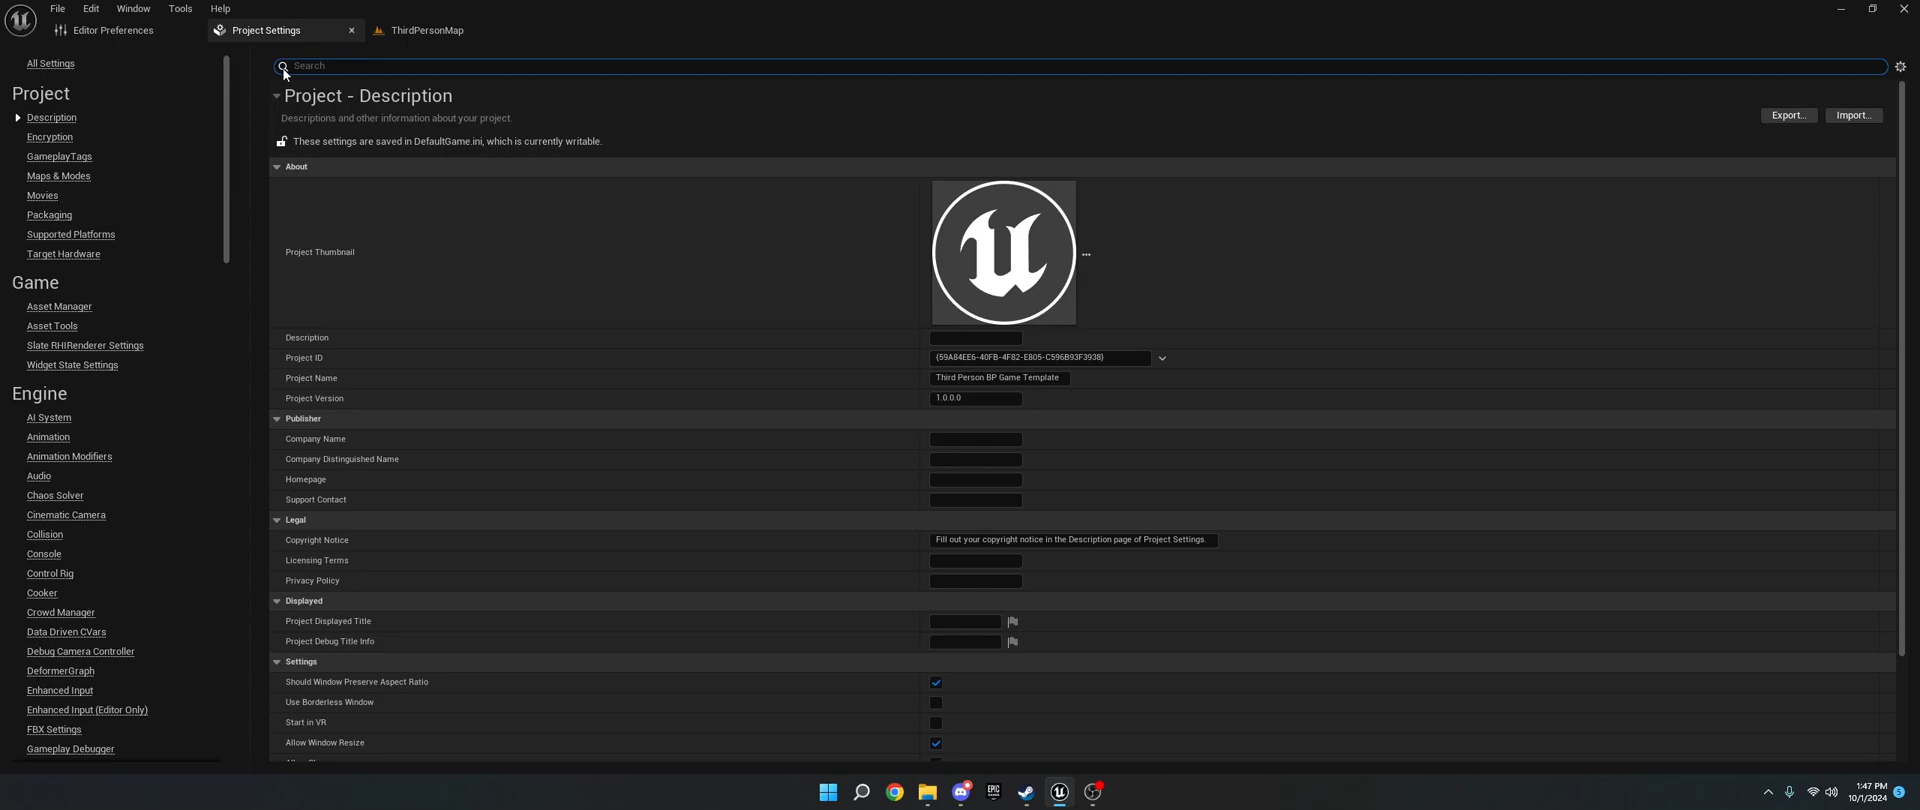 File Edit Window Tools Help
Editor Preferences Project Settings ThirdPersonMap
All Settings
Search
Project
Description
Encryption
GameplayTags
Maps & Modes
Movies
Packaging
Supported Platforms
Target Hardware
Game
Asset Manager
Asset Tools
Slate RHIRenderer Settings
Widget State Settings
Engine
AI System
Animation
Animation Modifiers
Audio
Chaos Solver
Cinematic Camera
Collision
Console
Control Rig
Cooker
Crowd Manager
Data Driven CVars
Debug Camera Controller
DeformerGraph
Enhanced Input
Enhanced Input (Editor Only)
FBX Settings
Gameplay Debugger
Project - Description
Descriptions and other information about your project.
Export... Import...
These settings are saved in DefaultGame.ini, which is currently writable.
About
Project Thumbnail
Description
Project ID {59A84EE6-40FB-4F82-E805-C596B93F3938}
Project Name Third Person BP Game Template
Project Version 1.0.0.0
Publisher
Company Name
Company Distinguished Name
Homepage
Support Contact
Legal
Copyright Notice Fill out your copyright notice in the Description page of Project Settings.
Licensing Terms
Privacy Policy
Displayed
Project Displayed Title
Project Debug Title Info
Settings
Should Window Preserve Aspect Ratio
Use Borderless Window
Start in VR
Allow Window Resize
EPIC GAMES
1:47 PM
10/1/2024
5